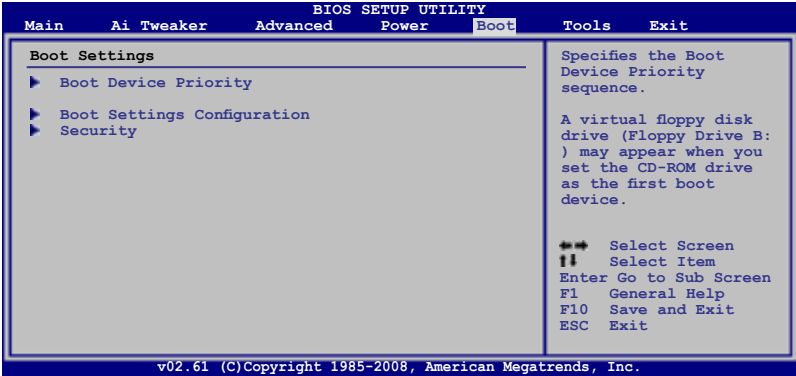 BIOS SETUP UTILITY
Main Ai Tweaker Advanced Power Boot Tools Exit
Boot Settings
Boot Device Priority
Boot Settings Configuration
Security
Specifies the Boot
Device Priority
sequence.
A virtual floppy disk
drive (Floppy Drive B:
) may appear when you
set the CD-ROM drive
as the first boot
device.
Select Screen
Select Item
Enter Go to Sub Screen
F1 General Help
F10 Save and Exit
ESC Exit
v02.61 (C)Copyright 1985-2008, American Megatrends, Inc.